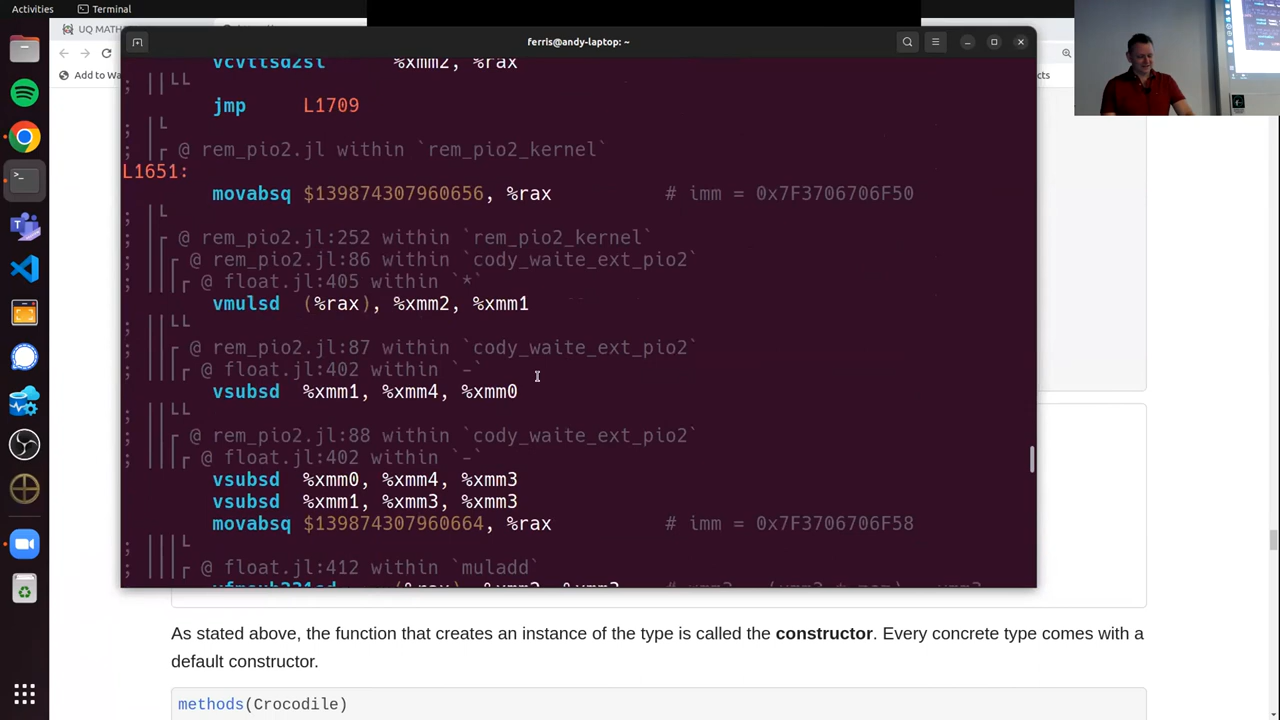 Activities
Terminal
UQ MATH
Add to Wa
cts
ferris@andy-laptop: ~
vcvttsd2si %xmm2, %rax
; ││└└
jmp L1709
; │└
; │┌ @ rem_pio2.jl within `rem_pio2_kernel`
L1651:
movabsq $139874307960656, %rax # imm = 0x7F3706706F50
; │└
; │┌ @ rem_pio2.jl:252 within `rem_pio2_kernel`
; ││┌ @ rem_pio2.jl:86 within `cody_waite_ext_pio2`
; │││┌ @ float.jl:405 within `*`
vmulsd (%rax), %xmm2, %xmm1
; ││└└
; ││┌ @ rem_pio2.jl:87 within `cody_waite_ext_pio2`
; │││┌ @ float.jl:402 within `-`
vsubsd %xmm1, %xmm4, %xmm0
; ││└└
; ││┌ @ rem_pio2.jl:88 within `cody_waite_ext_pio2`
; │││┌ @ float.jl:402 within `-`
vsubsd %xmm0, %xmm4, %xmm3
vsubsd %xmm1, %xmm3, %xmm3
movabsq $139874307960664, %rax # imm = 0x7F3706706F58
; │││└
; │││┌ @ float.jl:412 within `muladd`
As stated above, the function that creates an instance of the type is called the constructor. Every concrete type comes with a
default constructor.
methods(Crocodile)